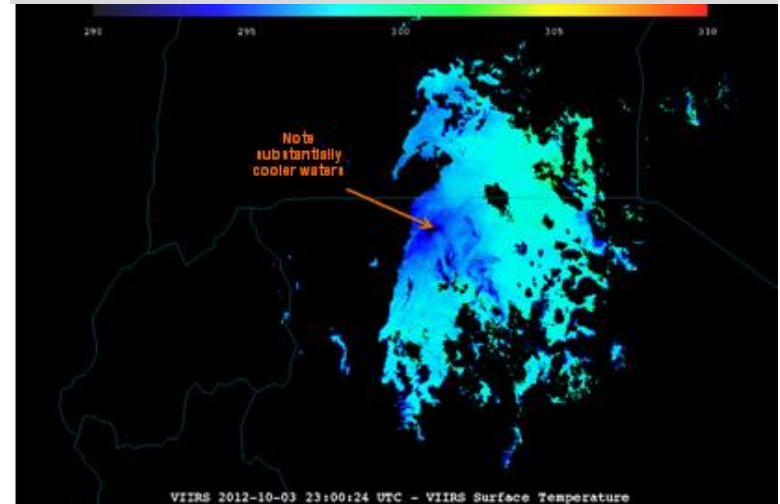 290 295 300 305 310
Note
substantially
cooler waters
VIIRS 2012-10-03 23:00:24 UTC - VIIRS Surface Temperature